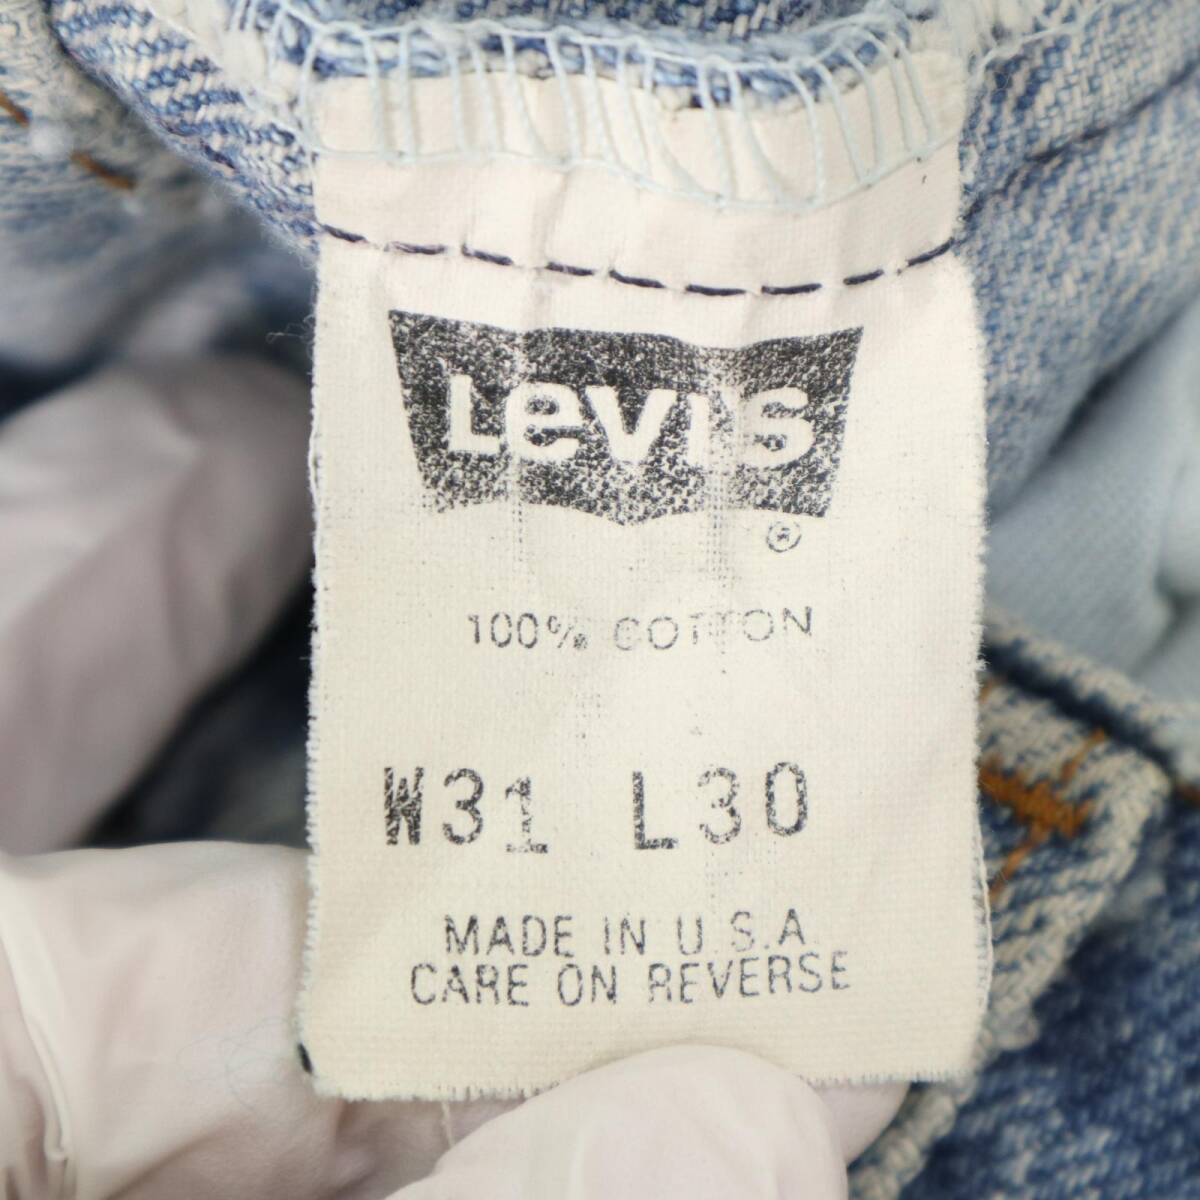 Levi's
®
100% COTTON
W31 L30
MADE IN U.S.A.
CARE ON REVERSE